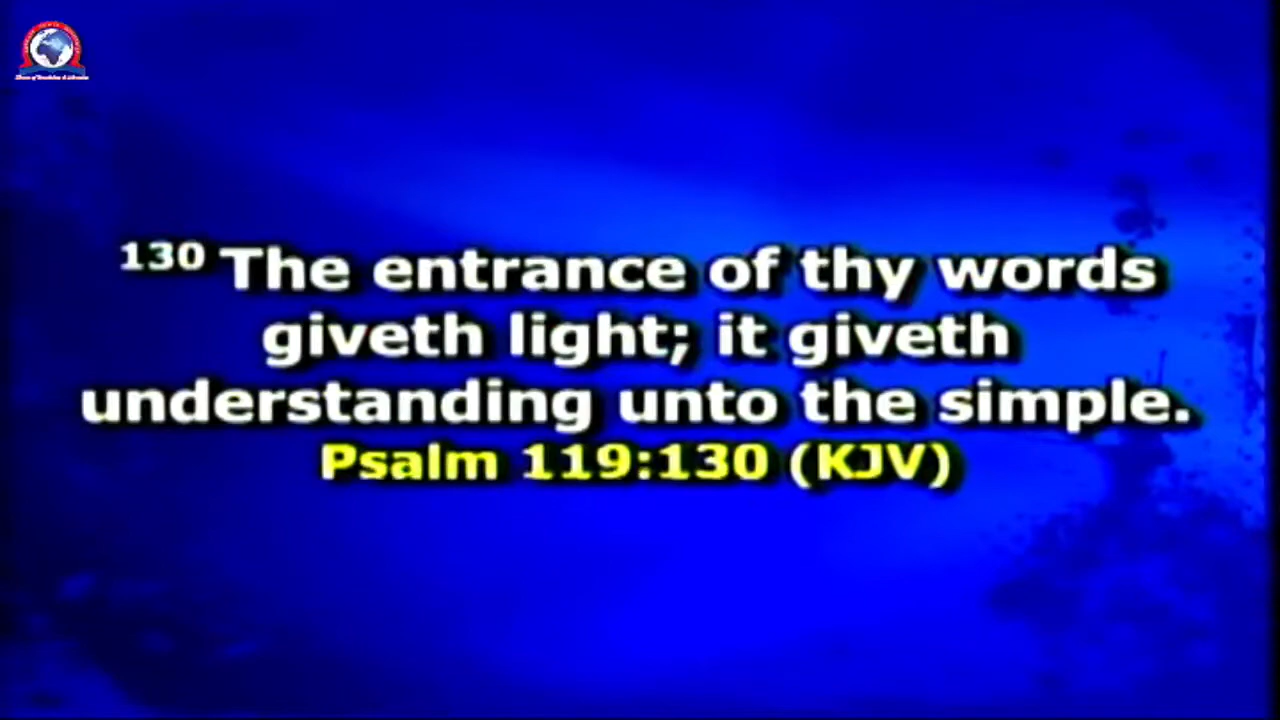 130 The entrance of thy words
giveth light; it giveth
understanding unto the simple.
Psalm 119:130 (KJV)